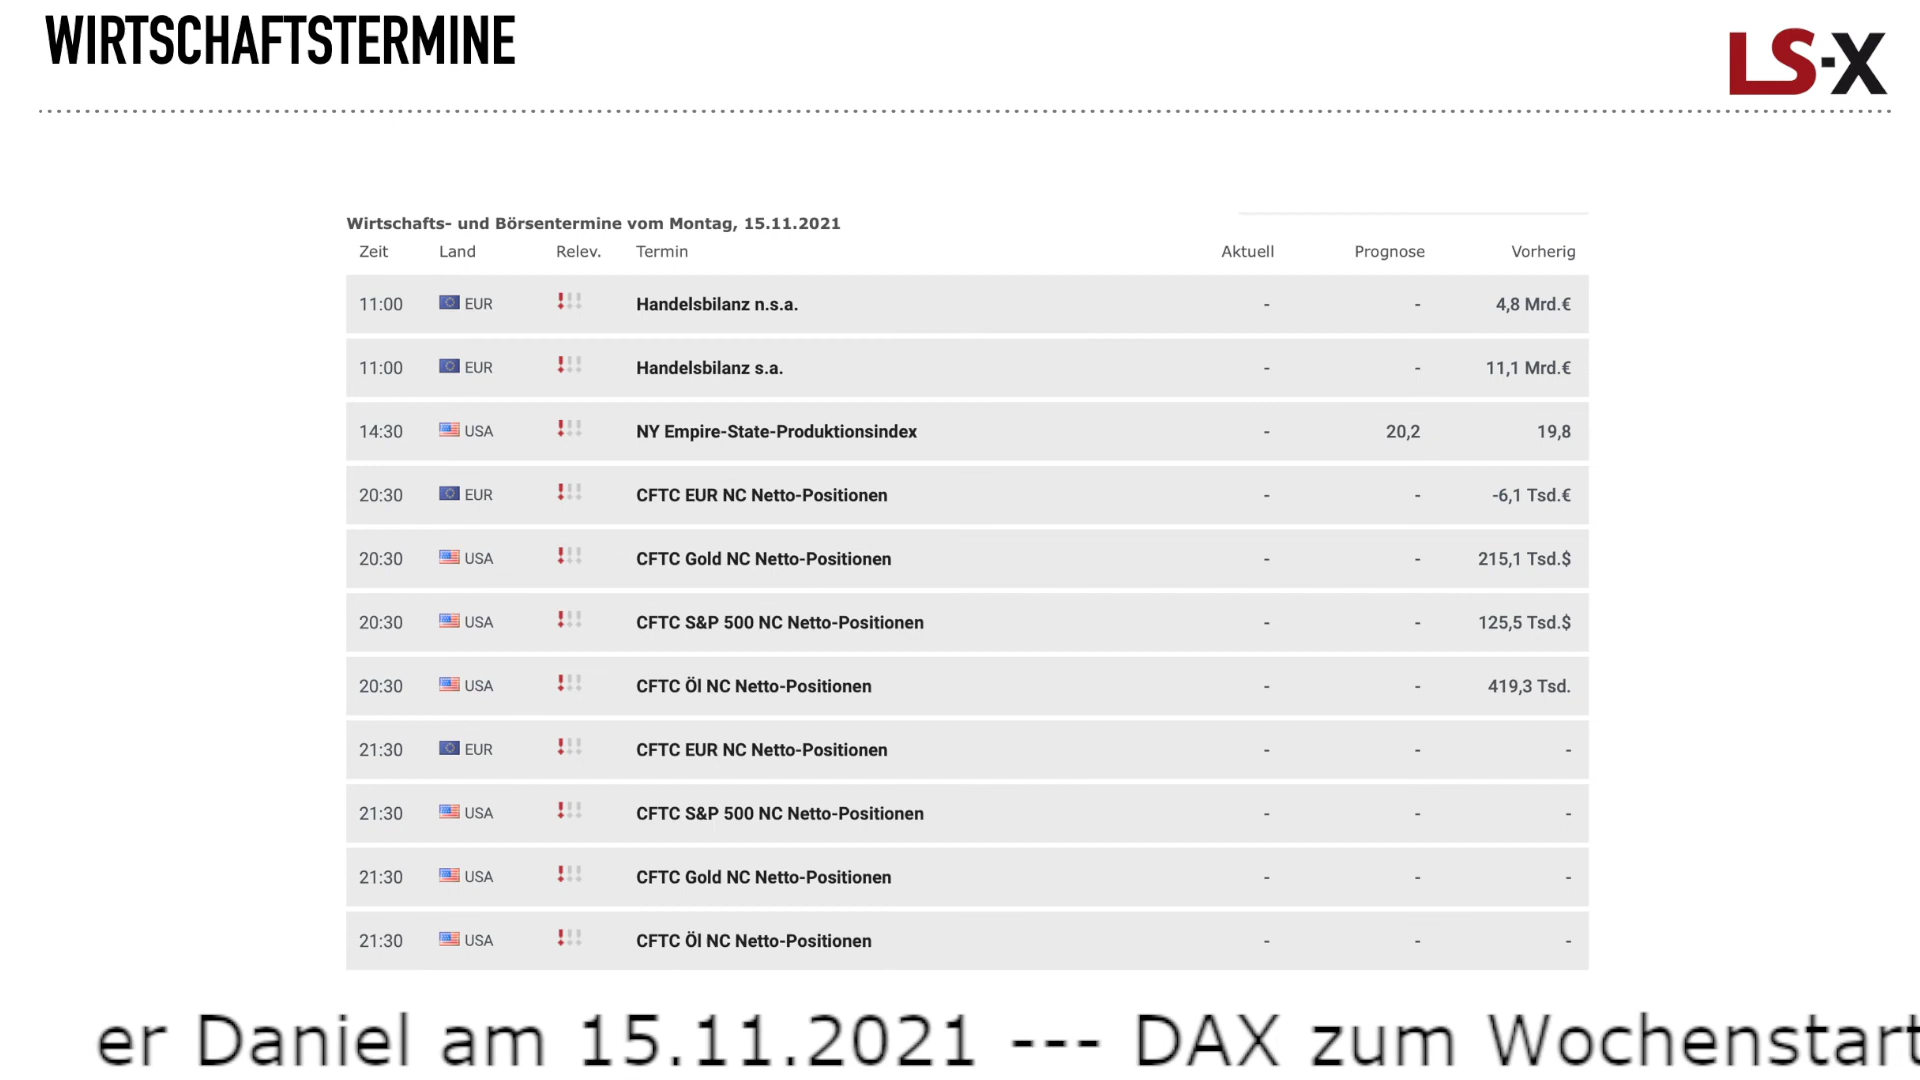 WIRTSCHAFTSTERMINE
LS-X
Wirtschafts- und Börsentermine vom Montag, 15.11.2021
Zeit Land Relev. Termin Aktuell Prognose Vorherig
11:00 EUR Handelsbilanz n.s.a. - - 4,8 Mrd.€
11:00 EUR Handelsbilanz s.a. - - 11,1 Mrd.€
14:30 USA NY Empire-State-Produktionsindex - 20,2 19,8
20:30 EUR CFTC EUR NC Netto-Positionen - - -6,1 Tsd.€
20:30 USA CFTC Gold NC Netto-Positionen - - 215,1 Tsd.$
20:30 USA CFTC S&P 500 NC Netto-Positionen - - 125,5 Tsd.$
20:30 USA CFTC Öl NC Netto-Positionen - - 419,3 Tsd.
21:30 EUR CFTC EUR NC Netto-Positionen - - -
21:30 USA CFTC S&P 500 NC Netto-Positionen - - -
21:30 USA CFTC Gold NC Netto-Positionen - - -
21:30 USA CFTC Öl NC Netto-Positionen - - -
er Daniel am 15.11.2021 --- DAX zum Wochenstart